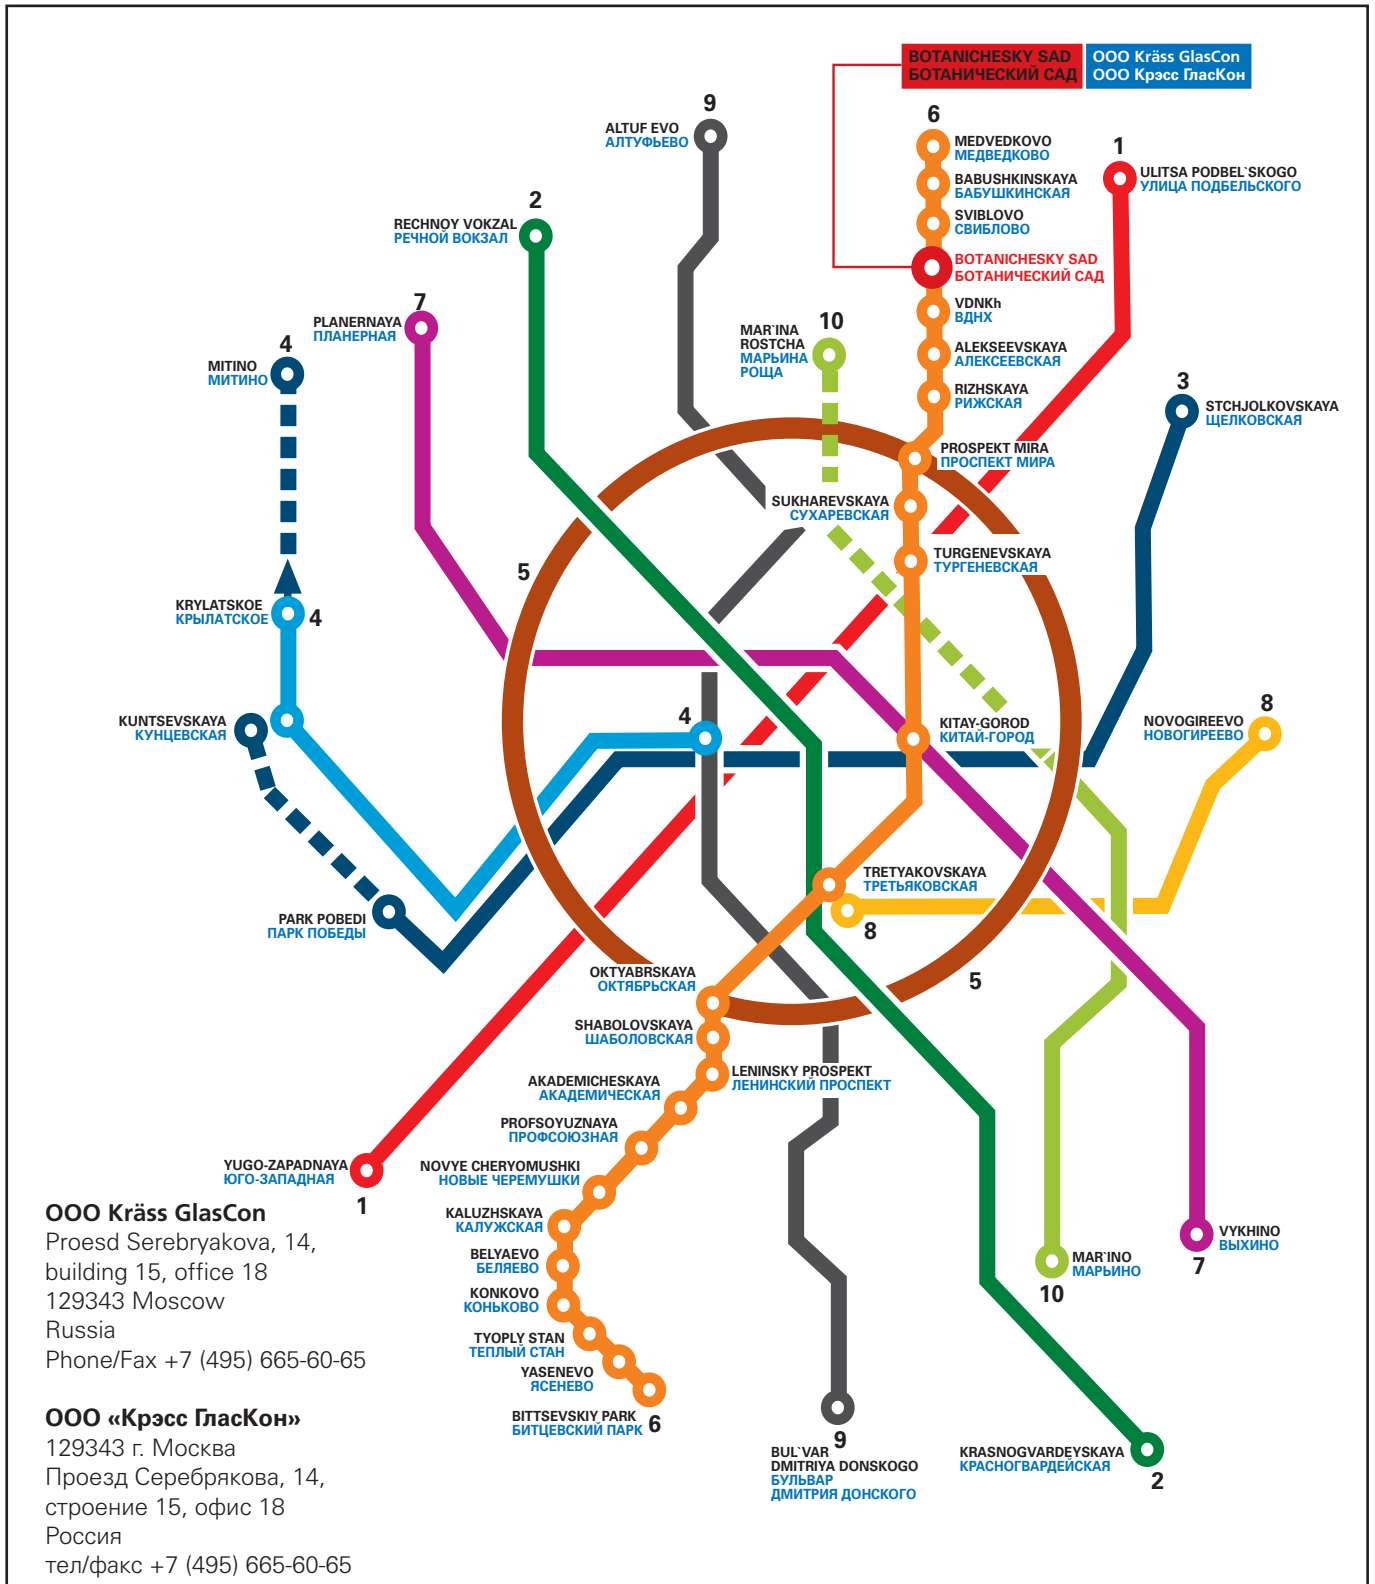 BOTANICHESKY SAD
БОТАНИЧЕСКИЙ САД
OOO Kräss GlasCon
ООО Крэсс ГласКон
9
ALTUF EVO
АЛТУФЬЕВО
6
MEDVEDKOVO
МЕДВЕДКОВО
1
ULITSA PODBEL`SKOGO
УЛИЦА ПОДБЕЛЬСКОГО
BABUSHKINSKAYA
БАБУШКИНСКАЯ
2
RECHNOY VOKZAL
РЕЧНОЙ ВОКЗАЛ
SVIBLOVO
СВИБЛОВО
BOTANICHESKY SAD
БОТАНИЧЕСКИЙ САД
7
PLANERNAYA
ПЛАНЕРНАЯ
VDNKh
ВДНХ
10
MAR`INA
ROSTCHA
МАРЬИНА
РОЩА
4
MITINO
МИТИНО
ALEKSEEVSKAYA
АЛЕКСЕЕВСКАЯ
RIZHSKAYA
РИЖСКАЯ
3
STCHJOLKOVSKAYA
ЩЕЛКОВСКАЯ
PROSPEKT MIRA
ПРОСПЕКТ МИРА
SUKHAREVSKAYA
СУХАРЕВСКАЯ
TURGENEVSKAYA
ТУРГЕНЕВСКАЯ
5
KRYLATSKOE
КРЫЛАТСКОЕ
4
KUNTSEVSKAYA
КУНЦЕВСКАЯ
4
KITAY-GOROD
КИТАЙ-ГОРОД
8
NOVOGIREEVO
НОВОГИРЕЕВО
TRETYAKOVSKAYA
ТРЕТЬЯКОВСКАЯ
8
PARK POBEDI
ПАРК ПОБЕДЫ
5
OKTYABRSKAYA
ОКТЯБРЬСКАЯ
SHABOLOVSKAYA
ШАБОЛОВСКАЯ
LENINSKY PROSPEKT
ЛЕНИНСКИЙ ПРОСПЕКТ
AKADEMICHESKAYA
АКАДЕМИЧЕСКАЯ
PROFSOYUZNAYA
ПРОФСОЮЗНАЯ
YUGO-ZAPADNAYA
ЮГО-ЗАПАДНАЯ
1
NOVYE CHERYOMUSHKI
НОВЫЕ ЧЕРЕМУШКИ
KALUZHSKAYA
КАЛУЖСКАЯ
BELYAEVO
БЕЛЯЕВО
KONKOVO
КОНЬКОВО
TYOPLY STAN
ТЕПЛЫЙ СТАН
YASENEVO
ЯСЕНЕВО
BITTSEVSKIY PARK
БИТЦЕВСКИЙ ПАРК
6
VYKHINO
ВЫХИНО
7
MAR`INO
МАРЬИНО
10
9
BUL`VAR
DMITRIYA DONSKOGO
БУЛЬВАР
ДМИТРИЯ ДОНСКОГО
KRASNOGVARDEYSKAYA
КРАСНОГВАРДЕЙСКАЯ
2
OOO Kräss GlasCon
Proesd Serebryakova, 14,
building 15, office 18
129343 Moscow
Russia
Phone/Fax +7 (495) 665-60-65
ООО «Крэсс ГласКон»
129343 г. Москва
Проезд Серебрякова, 14,
строение 15, офис 18
Россия
тел/факс +7 (495) 665-60-65